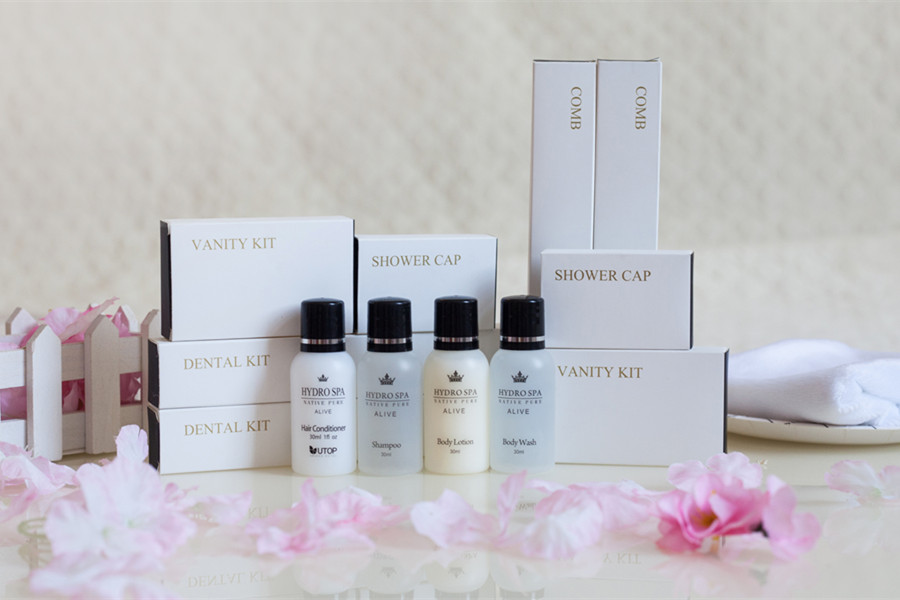 COMB
COMB
VANITY KIT
SHOWER CAP
SHOWER CAP
DENTAL KIT
VANITY KIT
DENTAL KIT
HYDRO SPA
NATIVE PURE
ALIVE
Hair Conditioner
30ml 1fl oz
UTOP
HYDRO SPA
NATIVE PURE
ALIVE
Shampoo
30ml
HYDRO SPA
NATIVE PURE
ALIVE
Body Lotion
30ml
HYDRO SPA
NATIVE PURE
ALIVE
Body Wash
30ml